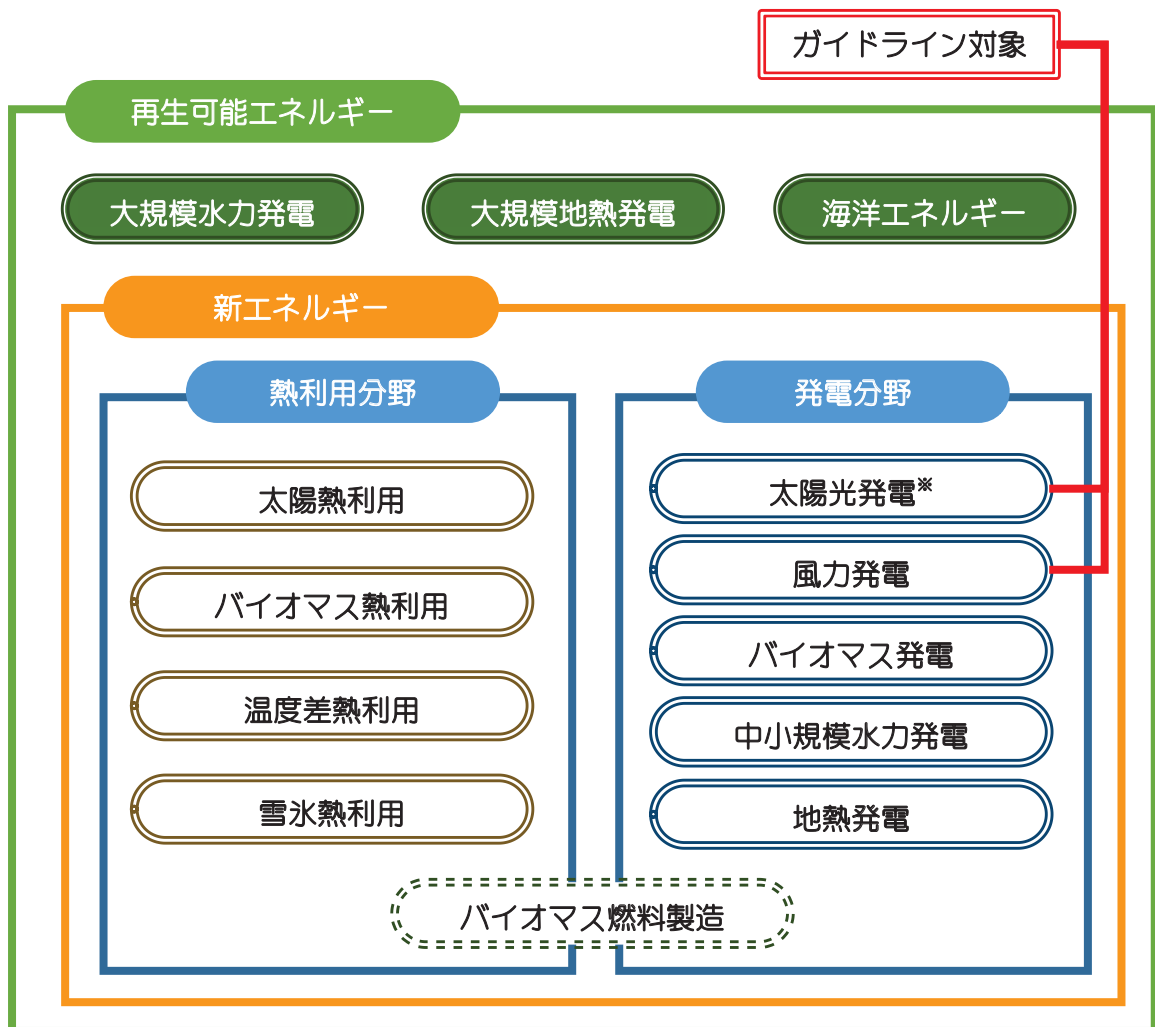 ガイドライン対象
再生可能エネルギー
大規模水力発電
大規模地熱発電
海洋エネルギー
新エネルギー
熱利用分野
太陽熱利用
バイオマス熱利用
温度差熱利用
雪氷熱利用
発電分野
太陽光発電※
風力発電
バイオマス発電
中小規模水力発電
地熱発電
バイオマス燃料製造